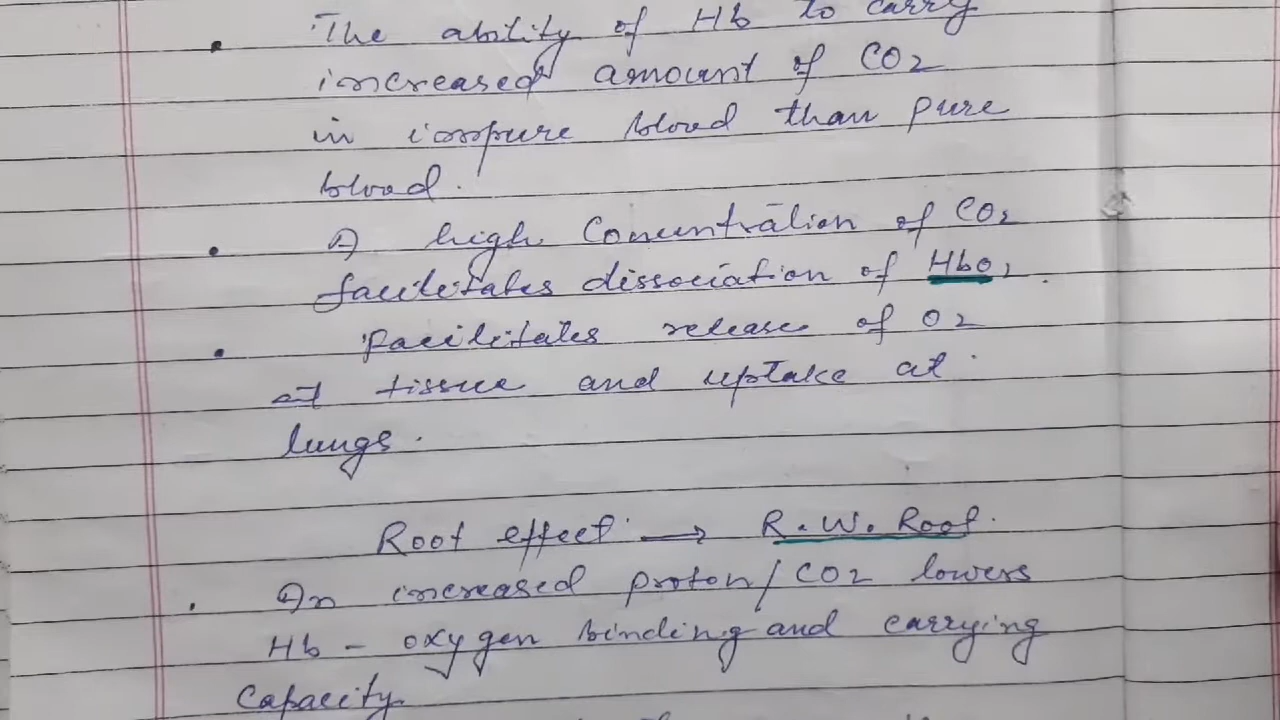 The ability of Hb to carry
increased amount of CO2
in impure blood than pure
blood.
A high Concentration of CO2
facilitates dissociation of HbO2.
Facilitates release of O2
at tissue and uptake at
lungs.
Root effect → R.W. Root.
An increased proton/CO2 lowers
Hb - oxygen binding and carrying
Capacity